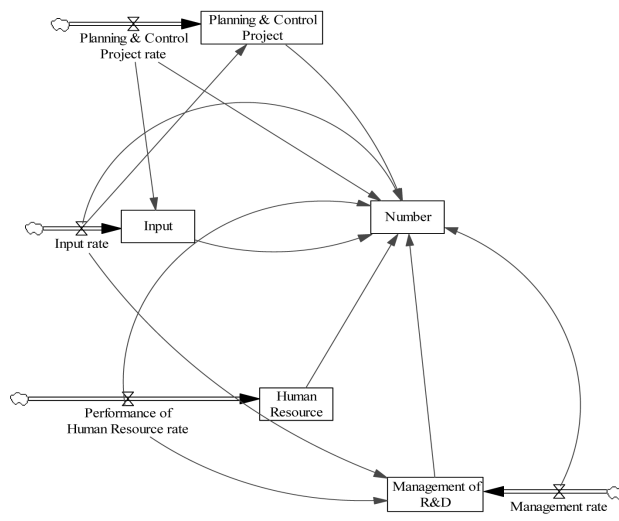 Planning & Control
Project
Planning & Control
Project rate
Number
Input
Input rate
Human
Resource
Performance of
Human Resource rate
Management of
R&D
Management rate